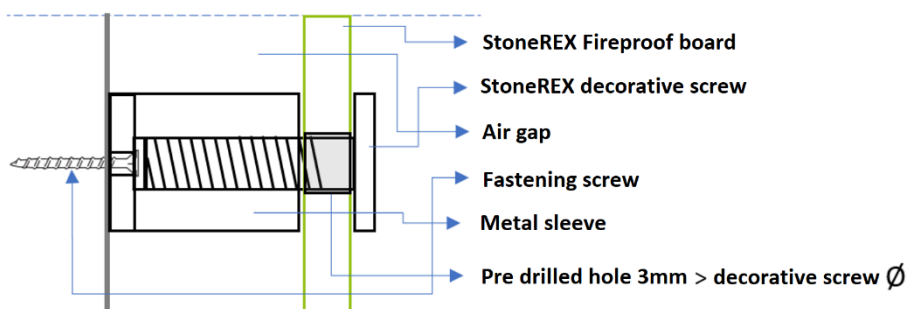 StoneREX Fireproof board
StoneREX decorative screw
Air gap
Fastening screw
Metal sleeve
Pre drilled hole 3mm > decorative screw Ø